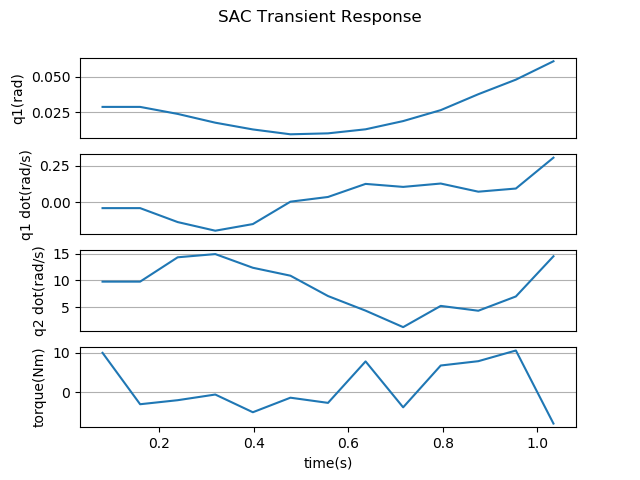 SAC Transient Response
q1(rad)
0.050
0.025
q1 dot(rad/s)
0.25
0.00
q2 dot(rad/s)
15
10
5
torque(Nm)
10
0
0.2 0.4 0.6 0.8 1.0
time(s)